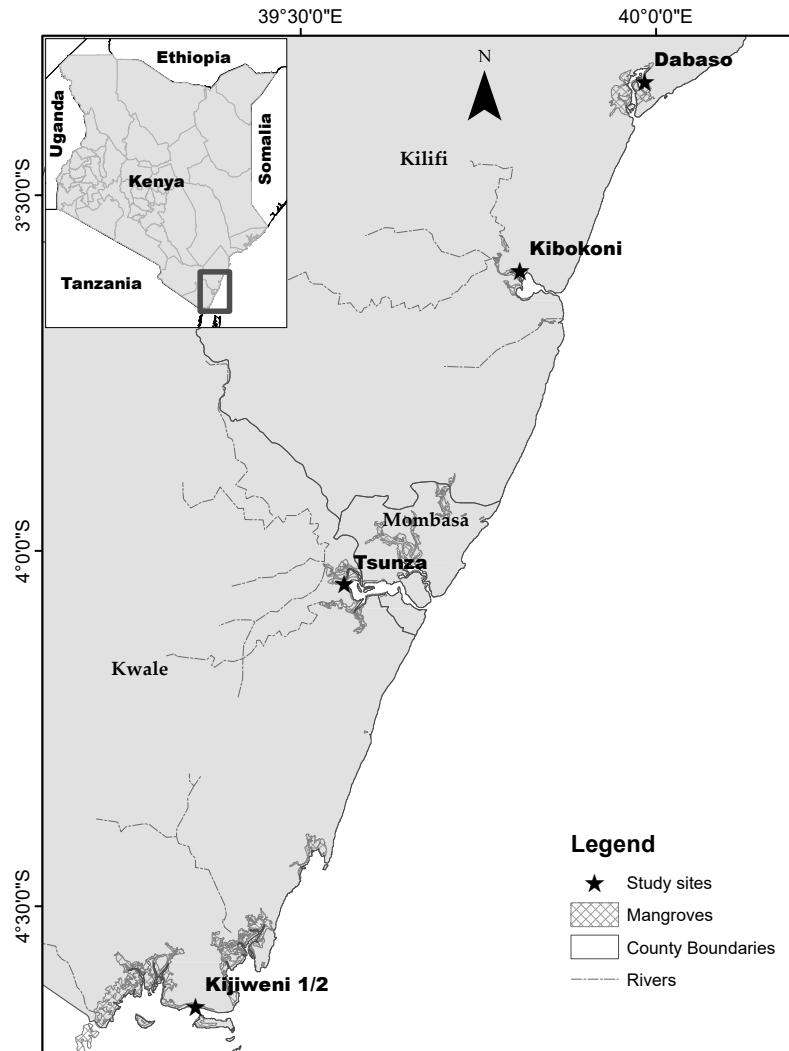 39°30'0"E
40°0'0"E
Ethiopia
Uganda
Somalia
Kenya
Tanzania
N
Dabaso
Kilifi
3°30'0"S
Kibokoni
Mombasa
4°0'0"S
Tsunza
Kwale
4°30'0"S
Kijiweni 1/2
Legend
Study sites
Mangroves
County Boundaries
Rivers